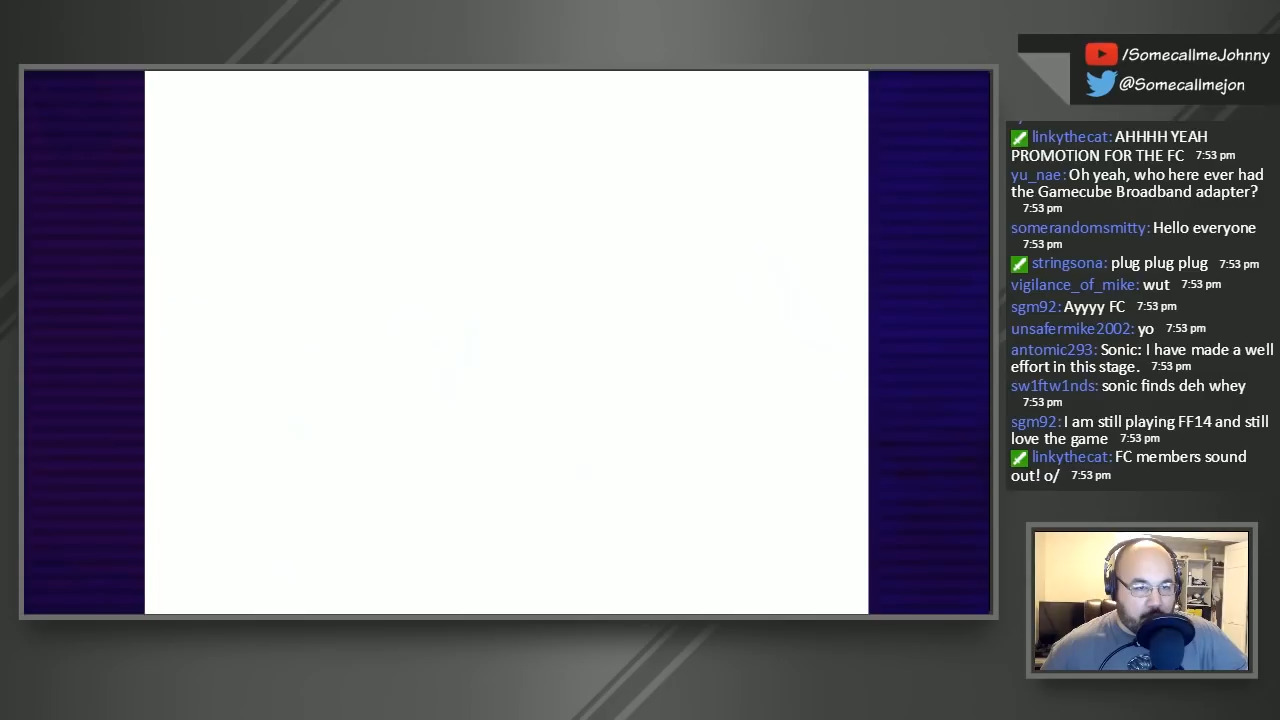 /SomecallmeJohnny
@Somecallmejon
linkythecat: AHHHH YEAH
PROMOTION FOR THE FC 7:53 pm
yu_nae: Oh yeah, who here ever had
the Gamecube Broadband adapter?
7:53 pm
somerandomsmitty: Hello everyone
7:53 pm
stringsona: plug plug plug 7:53 pm
vigilance_of_mike: wut 7:53 pm
sgm92: Ayyyy FC 7:53 pm
unsafermike2002: yo 7:53 pm
antomic293: Sonic: I have made a well
effort in this stage. 7:53 pm
sw1ftw1nds: sonic finds deh whey
7:53 pm
sgm92: I am still playing FF14 and still
love the game 7:53 pm
linkythecat: FC members sound
out! o/ 7:53 pm